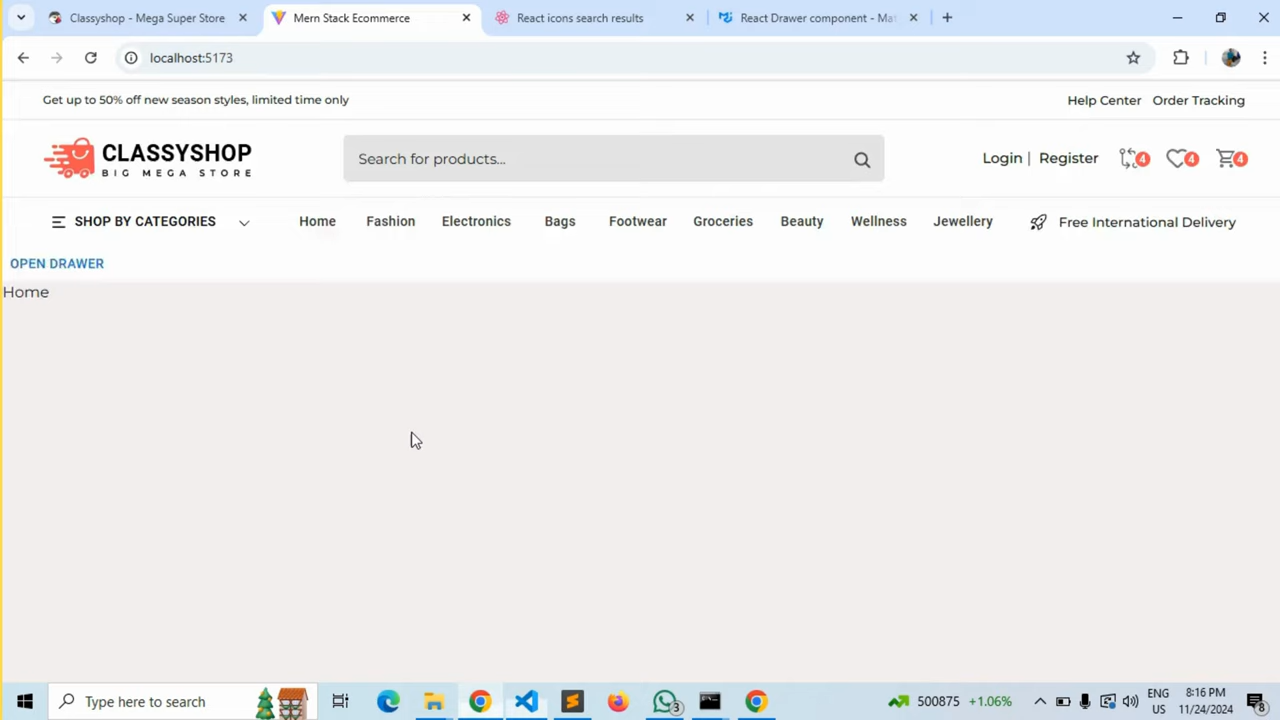 Classyshop - Mega Super Store
Mern Stack Ecommerce
React icons search results
React Drawer component - Ma
localhost:5173
Get up to 50% off new season styles, limited time only
Help Center Order Tracking
CLASSYSHOP
BIG MEGA STORE
Search for products...
Login | Register
4 4 4
SHOP BY CATEGORIES
Home Fashion Electronics Bags Footwear Groceries Beauty Wellness Jewellery
Free International Delivery
OPEN DRAWER
Home
Type here to search
3
500875 +1.06%
ENG
US
8:16 PM
11/24/2024
8